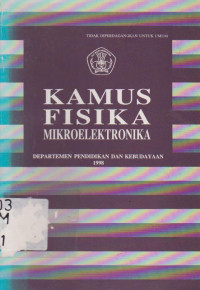 TIDAK DIPERDAGANGKAN UNTUK UMUM
KAMUS
FISIKA
MIKROELEKTRONIKA
DEPARTEMEN PENDIDIKAN DAN KEBUDAYAAN
1998
03
M
1